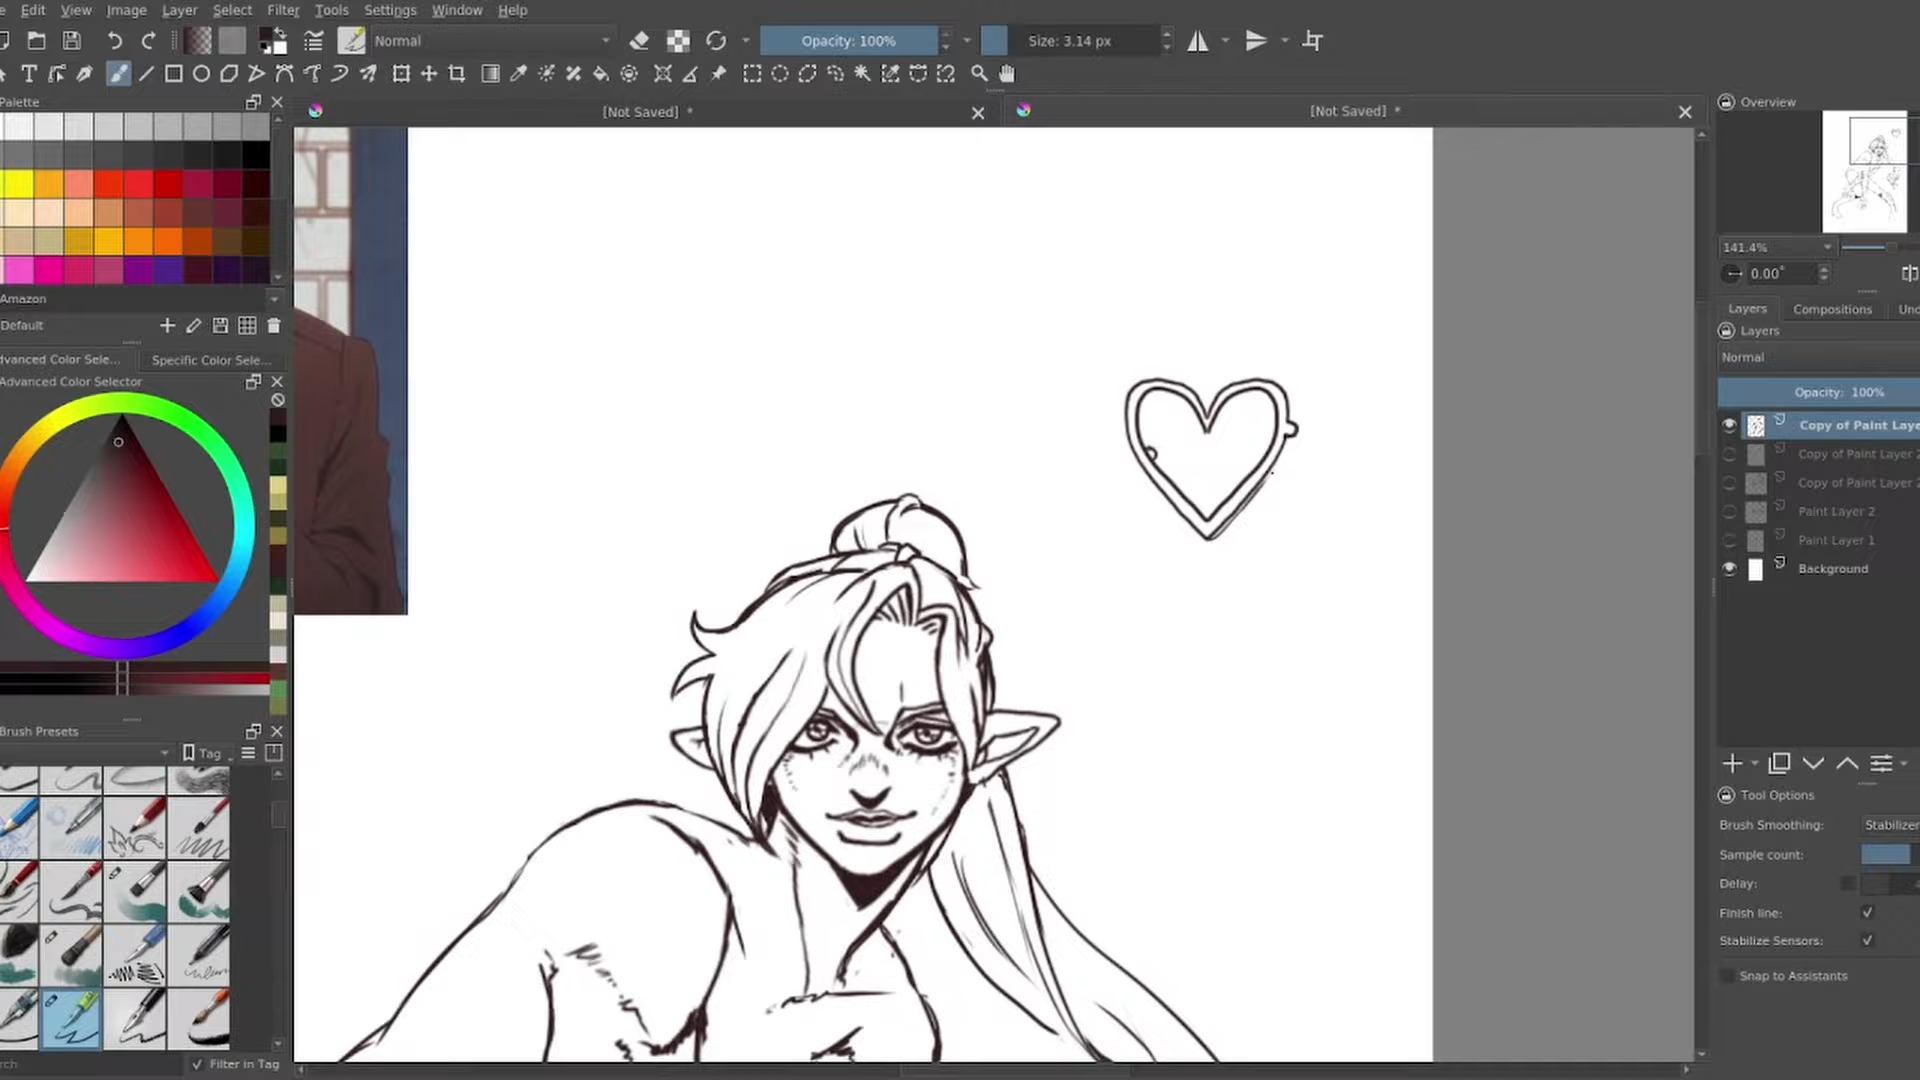 Edit View Image Layer Select Filter Tools Settings Window Help
Normal Opacity: 100% Size: 3.14 px
Palette
[Not Saved] *
[Not Saved] *
Overview
141.4%
0.00°
Amazon
Default
Layers Compositions
Layers
Normal
Opacity: 100%
Specific Color Sele...
Advanced Color Selector
Copy of Paint
Copy of Paint Layer 2
Copy of Paint Layer 2
Paint Layer 2
Paint Layer 1
Background
Brush Presets
Tag
Tool Options
Brush Smoothing: Stabilizer
Sample count:
Delay:
Finish line:
Stabilize Sensors:
Snap to Assistants
Filter in Tag